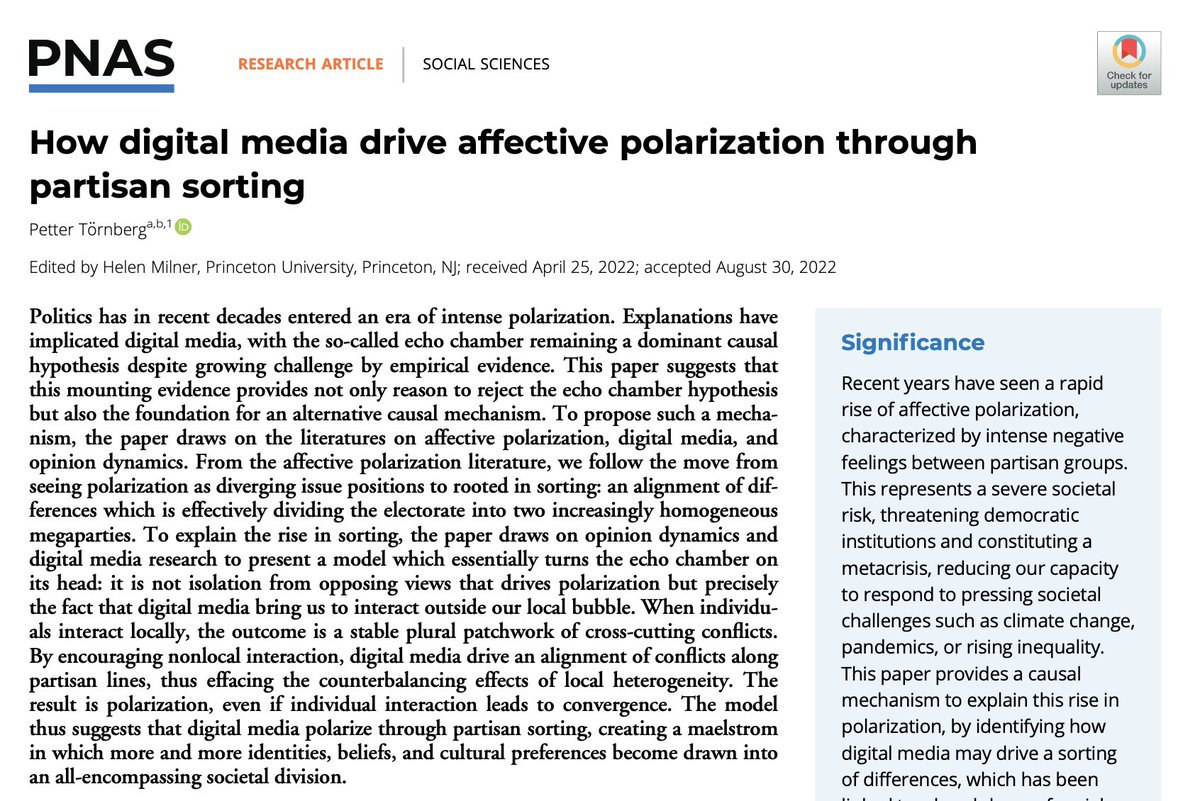 PNAS
RESEARCH ARTICLE
SOCIAL SCIENCES
Check for
updates
How digital media drive affective polarization through
partisan sorting
Petter Törnberga,b,1 iD
Edited by Helen Milner, Princeton University, Princeton, NJ; received April 25, 2022; accepted August 30, 2022
Politics has in recent decades entered an era of intense polarization. Explanations have
implicated digital media, with the so-called echo chamber remaining a dominant causal
hypothesis despite growing challenge by empirical evidence. This paper suggests that
this mounting evidence provides not only reason to reject the echo chamber hypothesis
but also the foundation for an alternative causal mechanism. To propose such a mecha-
nism, the paper draws on the literatures on affective polarization, digital media, and
opinion dynamics. From the affective polarization literature, we follow the move from
seeing polarization as diverging issue positions to rooted in sorting: an alignment of dif-
ferences which is effectively dividing the electorate into two increasingly homogeneous
megaparties. To explain the rise in sorting, the paper draws on opinion dynamics and
digital media research to present a model which essentially turns the echo chamber on
its head: it is not isolation from opposing views that drives polarization but precisely
the fact that digital media bring us to interact outside our local bubble. When individu-
als interact locally, the outcome is a stable plural patchwork of cross-cutting conflicts.
By encouraging nonlocal interaction, digital media drive an alignment of conflicts along
partisan lines, thus effacing the counterbalancing effects of local heterogeneity. The
result is polarization, even if individual interaction leads to convergence. The model
thus suggests that digital media polarize through partisan sorting, creating a maelstrom
in which more and more identities, beliefs, and cultural preferences become drawn into
an all-encompassing societal division.
Significance
Recent years have seen a rapid
rise of affective polarization,
characterized by intense negative
feelings between partisan groups.
This represents a severe societal
risk, threatening democratic
institutions and constituting a
metacrisis, reducing our capacity
to respond to pressing societal
challenges such as climate change,
pandemics, or rising inequality.
This paper provides a causal
mechanism to explain this rise in
polarization, by identifying how
digital media may drive a sorting
of differences, which has been